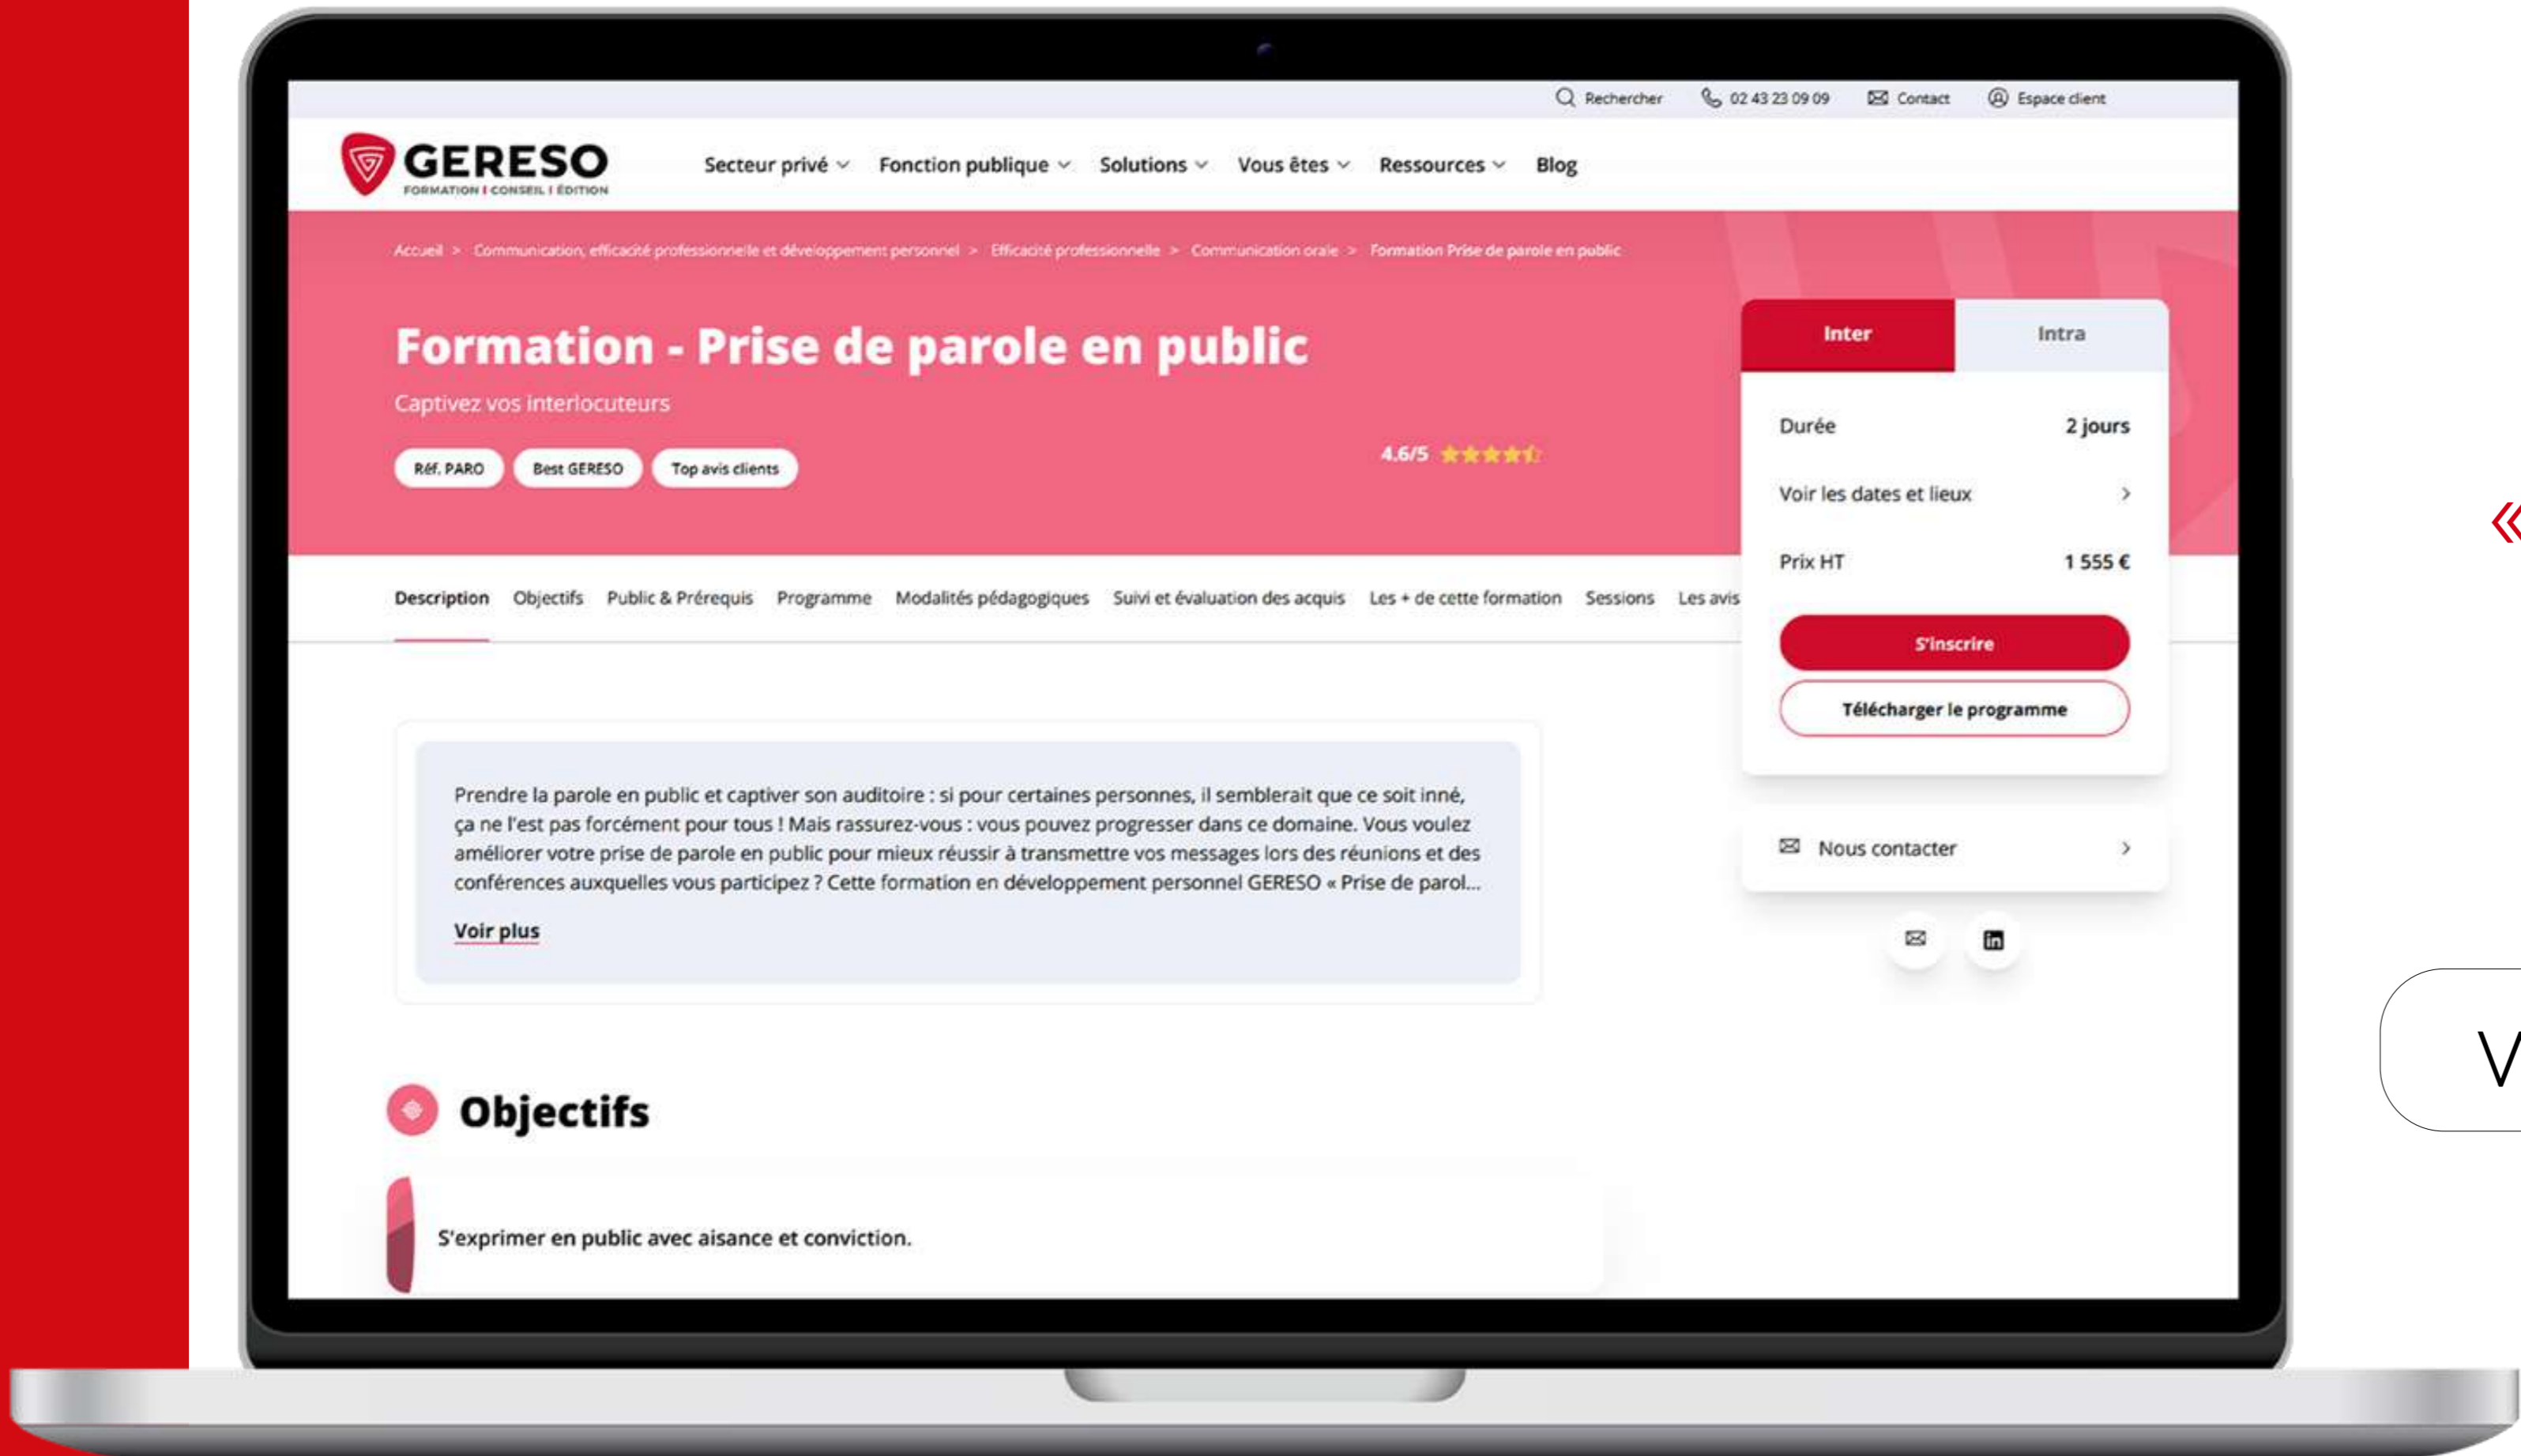 Rechercher 02 43 23 09 09 Contact Espace client
GERESO
FORMATION | CONSEIL | ÉDITION
Secteur privé Fonction publique Solutions Vous êtes Ressources Blog
Accueil > Communication, efficacité professionnelle et développement personnel > Efficacité professionnelle > Communication orale > Formation Prise de parole en public
Formation - Prise de parole en public
Captivez vos interlocuteurs
Réf. PARO Best GERESO Top avis clients
4.6/5
Inter Intra
Durée 2 jours
Voir les dates et lieux >
Prix HT 1 555 €
S'inscrire
Télécharger le programme
Nous contacter >
in
Description Objectifs Public & Prérequis Programme Modalités pédagogiques Suivi et évaluation des acquis Les + de cette formation Sessions Les avis
Prendre la parole en public et captiver son auditoire : si pour certaines personnes, il semblerait que ce soit inné,
ça ne l'est pas forcément pour tous ! Mais rassurez-vous : vous pouvez progresser dans ce domaine. Vous voulez
améliorer votre prise de parole en public pour mieux réussir à transmettre vos messages lors des réunions et des
conférences auxquelles vous participez ? Cette formation en développement personnel GERESO « Prise de parol...
Voir plus
Objectifs
S'exprimer en public avec aisance et conviction.
«
V